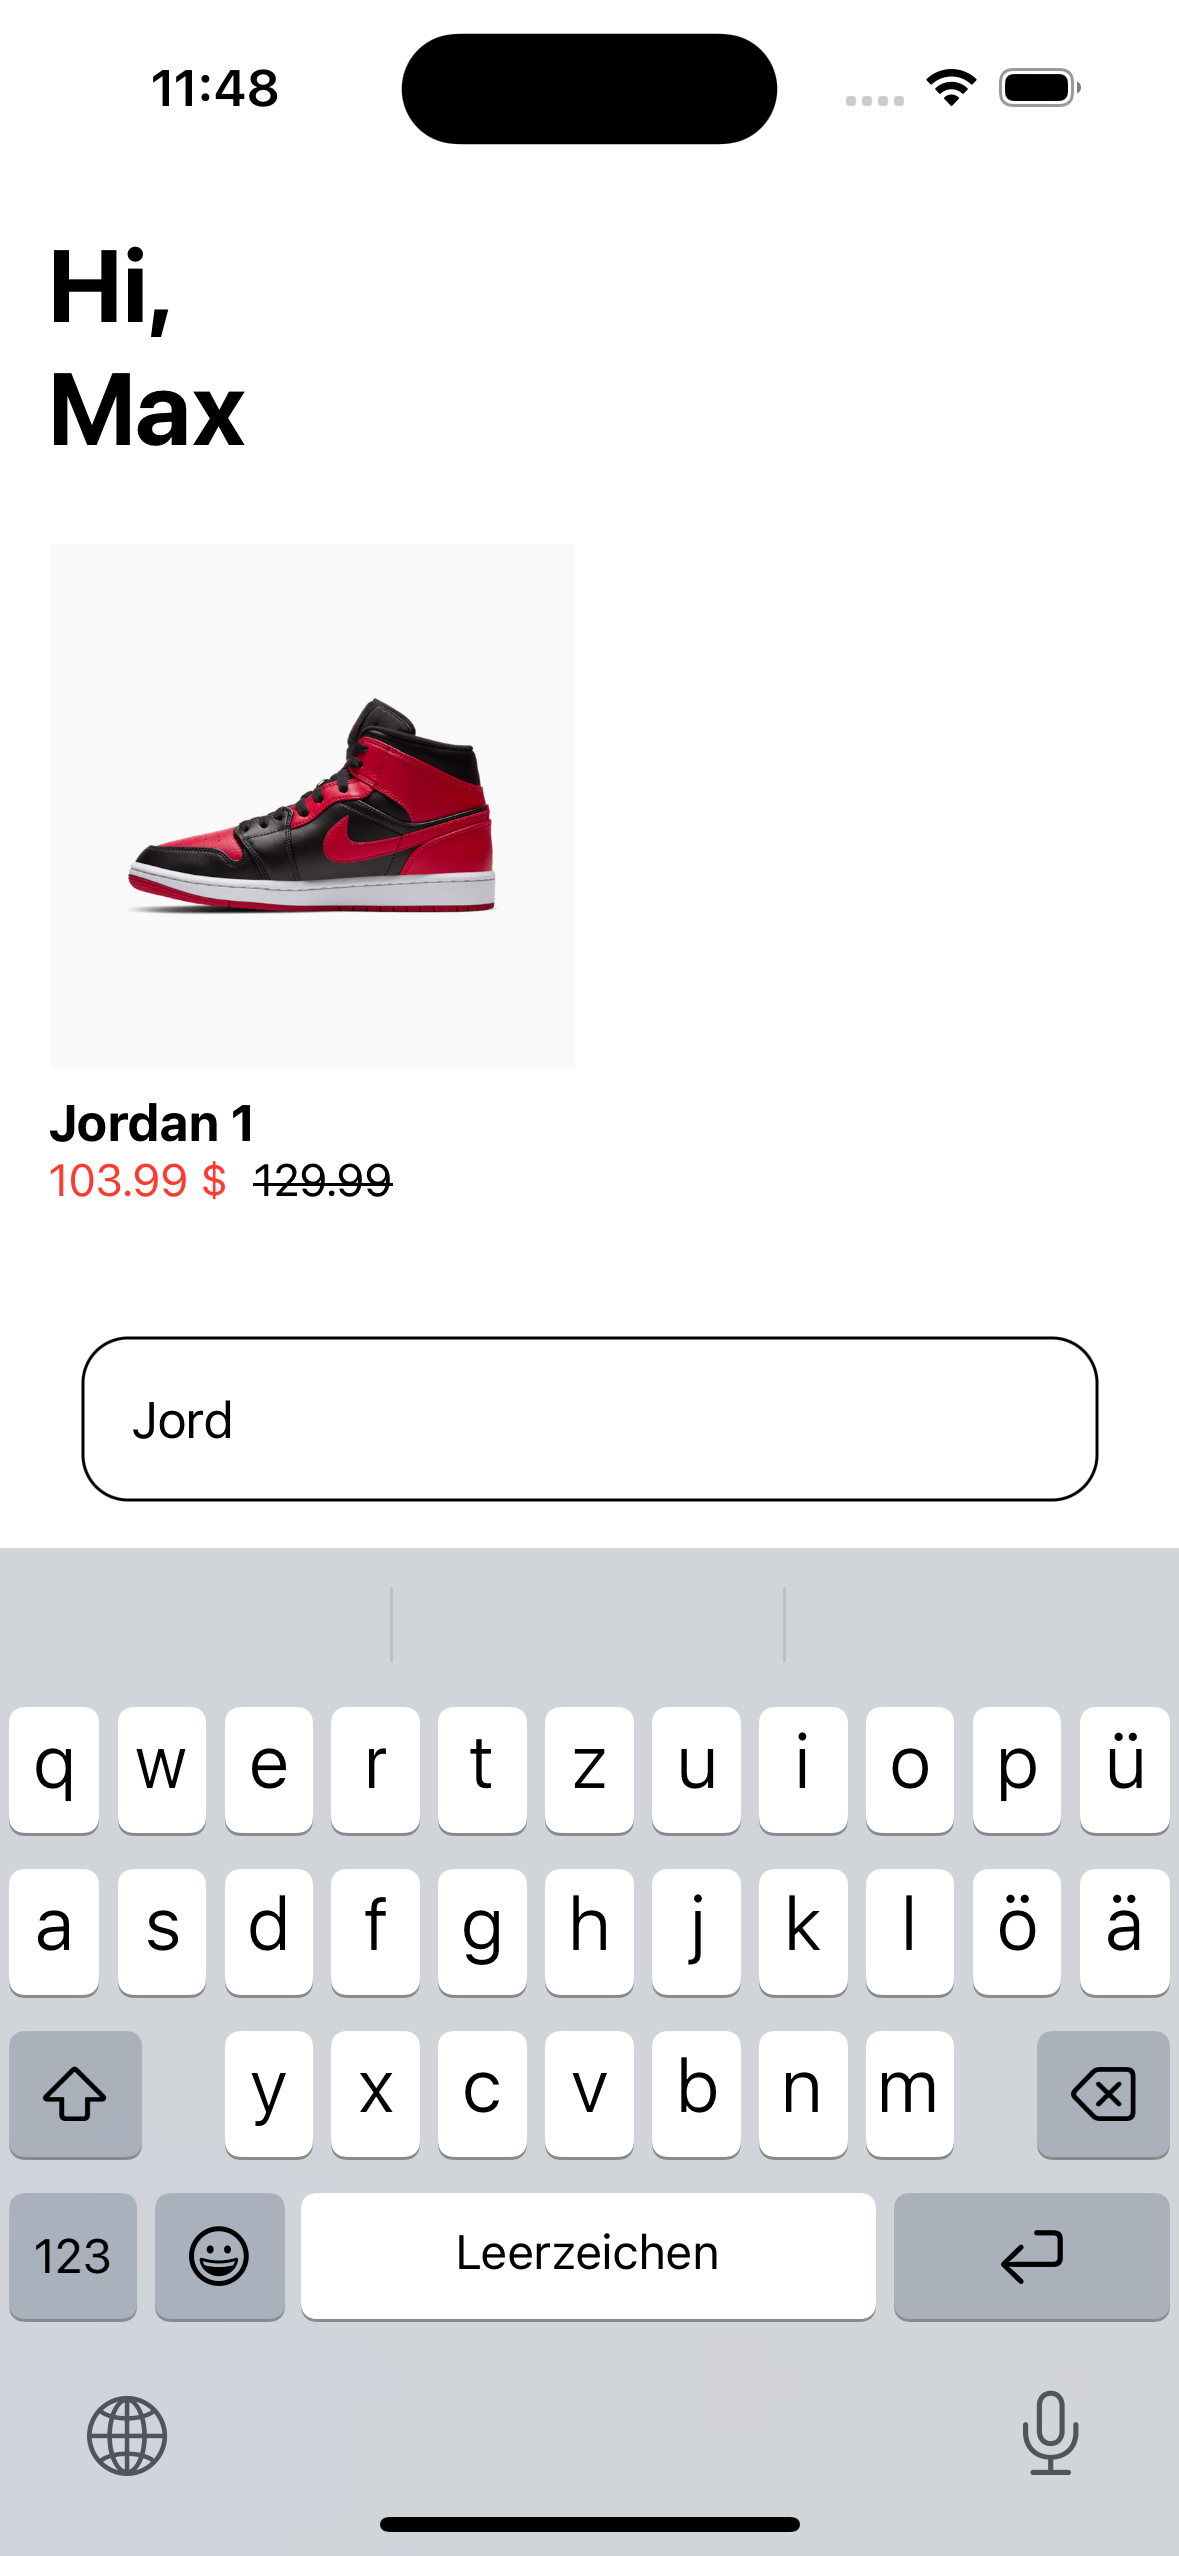 11:48
Hi,
Max
Jordan 1
103.99 $ 129.99
Jord
q w e r t z u i o p ü
a s d f g h j k l ö ä
y x c v b n m
123 Leerzeichen